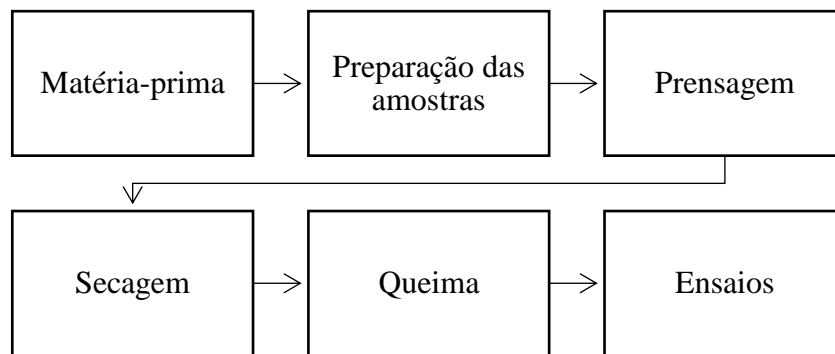 Matéria-prima
Preparação das
amostras
Prensagem
Secagem
Queima
Ensaios